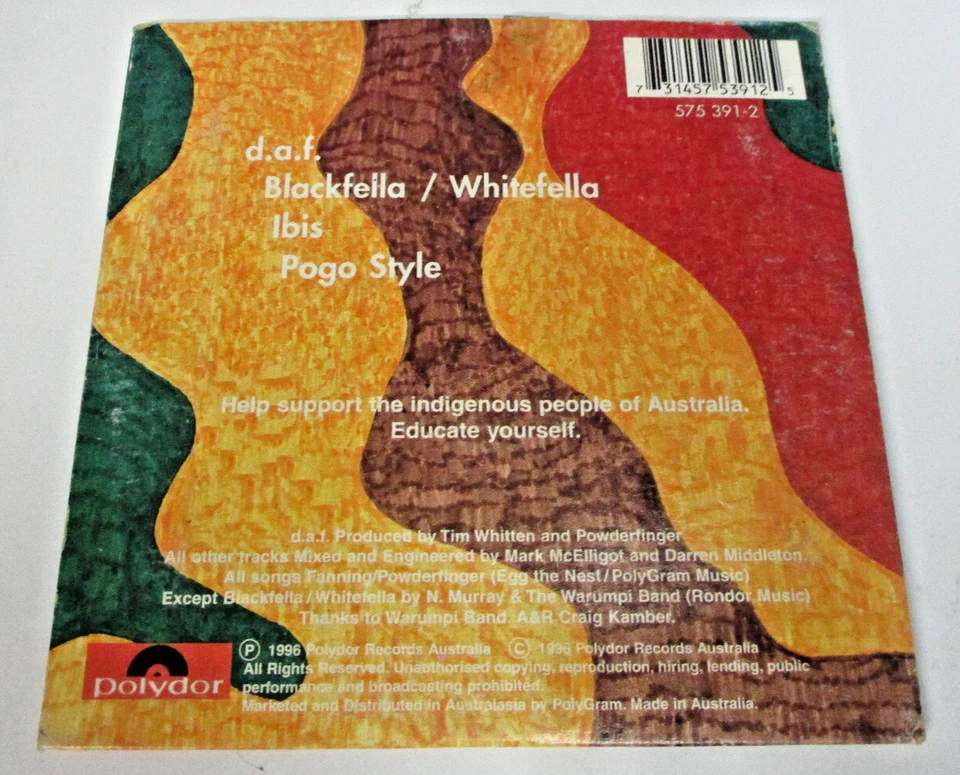 7 31457 53912 5
575 391-2
d.a.f.
Blackfella / Whitefella
Ibis
Pogo Style
Help support the indigenous people of Australia.
Educate yourself.
d.a.f. Produced by Tim Whitten and Powderfinger
All other tracks Mixed and Engineered by Mark McElligot and Darren Middleton.
All songs Fanning/Powderfinger (Egg the Nest/PolyGram Music)
Except Blackfella/Whitefella by N. Murray & The Warumpi Band (Rondor Music)
Thanks to Warumpi Band. A&R Craig Kamber.
Ⓟ 1996 Polydor Records Australia Ⓒ 1996 Polydor Records Australia
All Rights Reserved. Unauthorised copying, reproduction, hiring, lending, public
performance and broadcasting prohibited.
Marketed and Distributed in Australasia by PolyGram. Made in Australia.
polydor